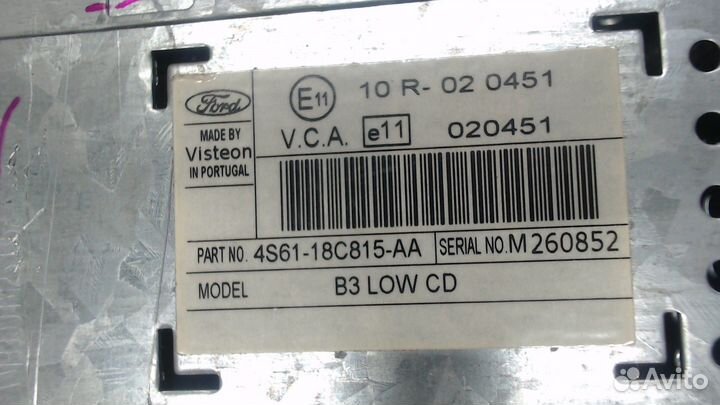 Ford
MADE BY
Visteon
IN PORTUGAL
E11 10 R- 02 0451
V.C.A. e11 020451
PART NO. 4S61-18C815-AA SERIAL NO. M260852
MODEL B3 LOW CD
Avito